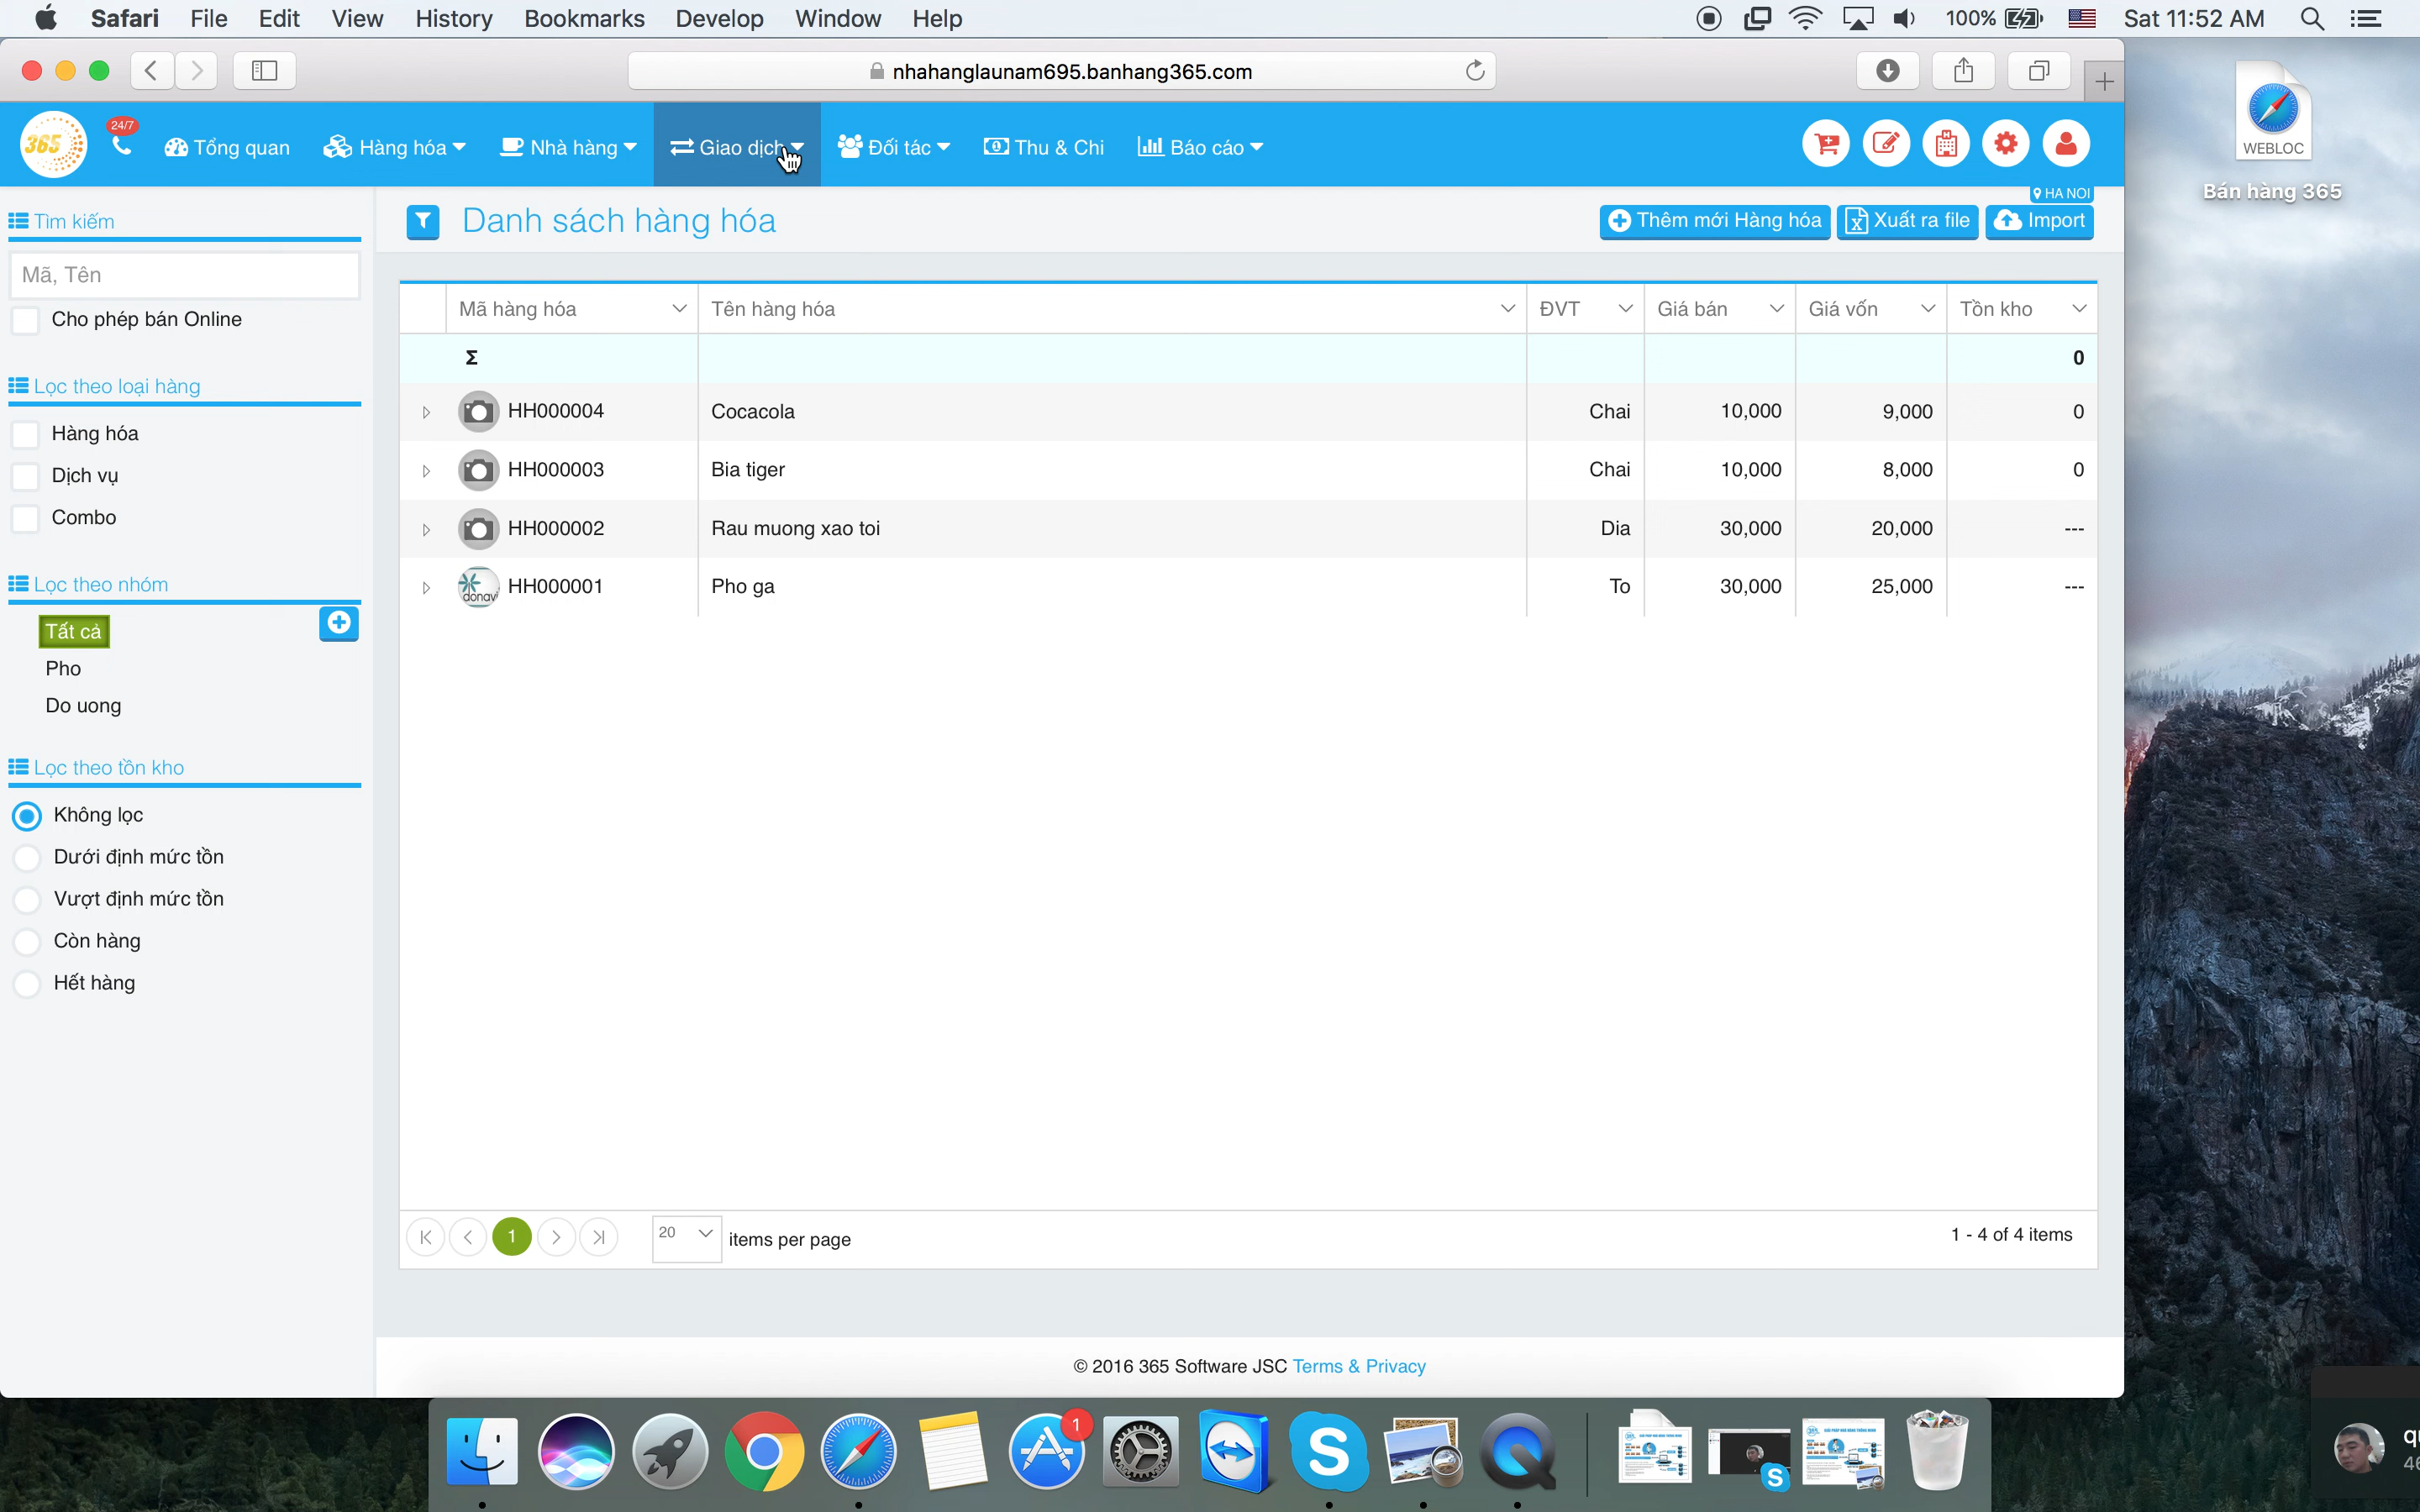 Safari File Edit View History Bookmarks Develop Window Help 100% Sat 11:52 AM
nhahanglaunam695.banhang365.com
WEBLOC
Bán hàng 365
365 24/7 Tổng quan Hàng hóa Nhà hàng Giao dịch Đối tác Thu & Chi Báo cáo
HA NOI
Tìm kiếm
Mã, Tên
Cho phép bán Online
Lọc theo loại hàng
Hàng hóa
Dịch vụ
Combo
Lọc theo nhóm
Tất cả
Pho
Do uong
Lọc theo tồn kho
Không lọc
Dưới định mức tồn
Vượt định mức tồn
Còn hàng
Hết hàng
Danh sách hàng hóa Thêm mới Hàng hóa Xuất ra file Import
Mã hàng hóa Tên hàng hóa ĐVT Giá bán Giá vốn Tồn kho
Σ 0
HH000004 Cocacola Chai 10,000 9,000 0
HH000003 Bia tiger Chai 10,000 8,000 0
HH000002 Rau muong xao toi Dia 30,000 20,000 ---
donavi HH000001 Pho ga To 30,000 25,000 ---
1 20 items per page 1 - 4 of 4 items
© 2016 365 Software JSC Terms & Privacy
1